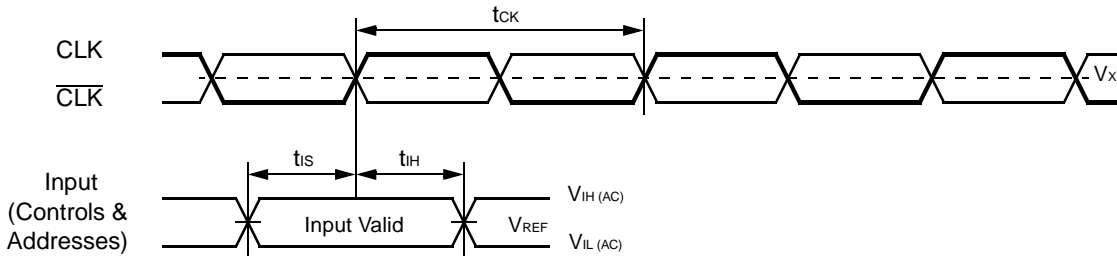 tCK
CLK
CLK
VX
tIS
tIH
Input
(Controls &
Addresses)
Input Valid
VIH (AC)
VREF
VIL (AC)